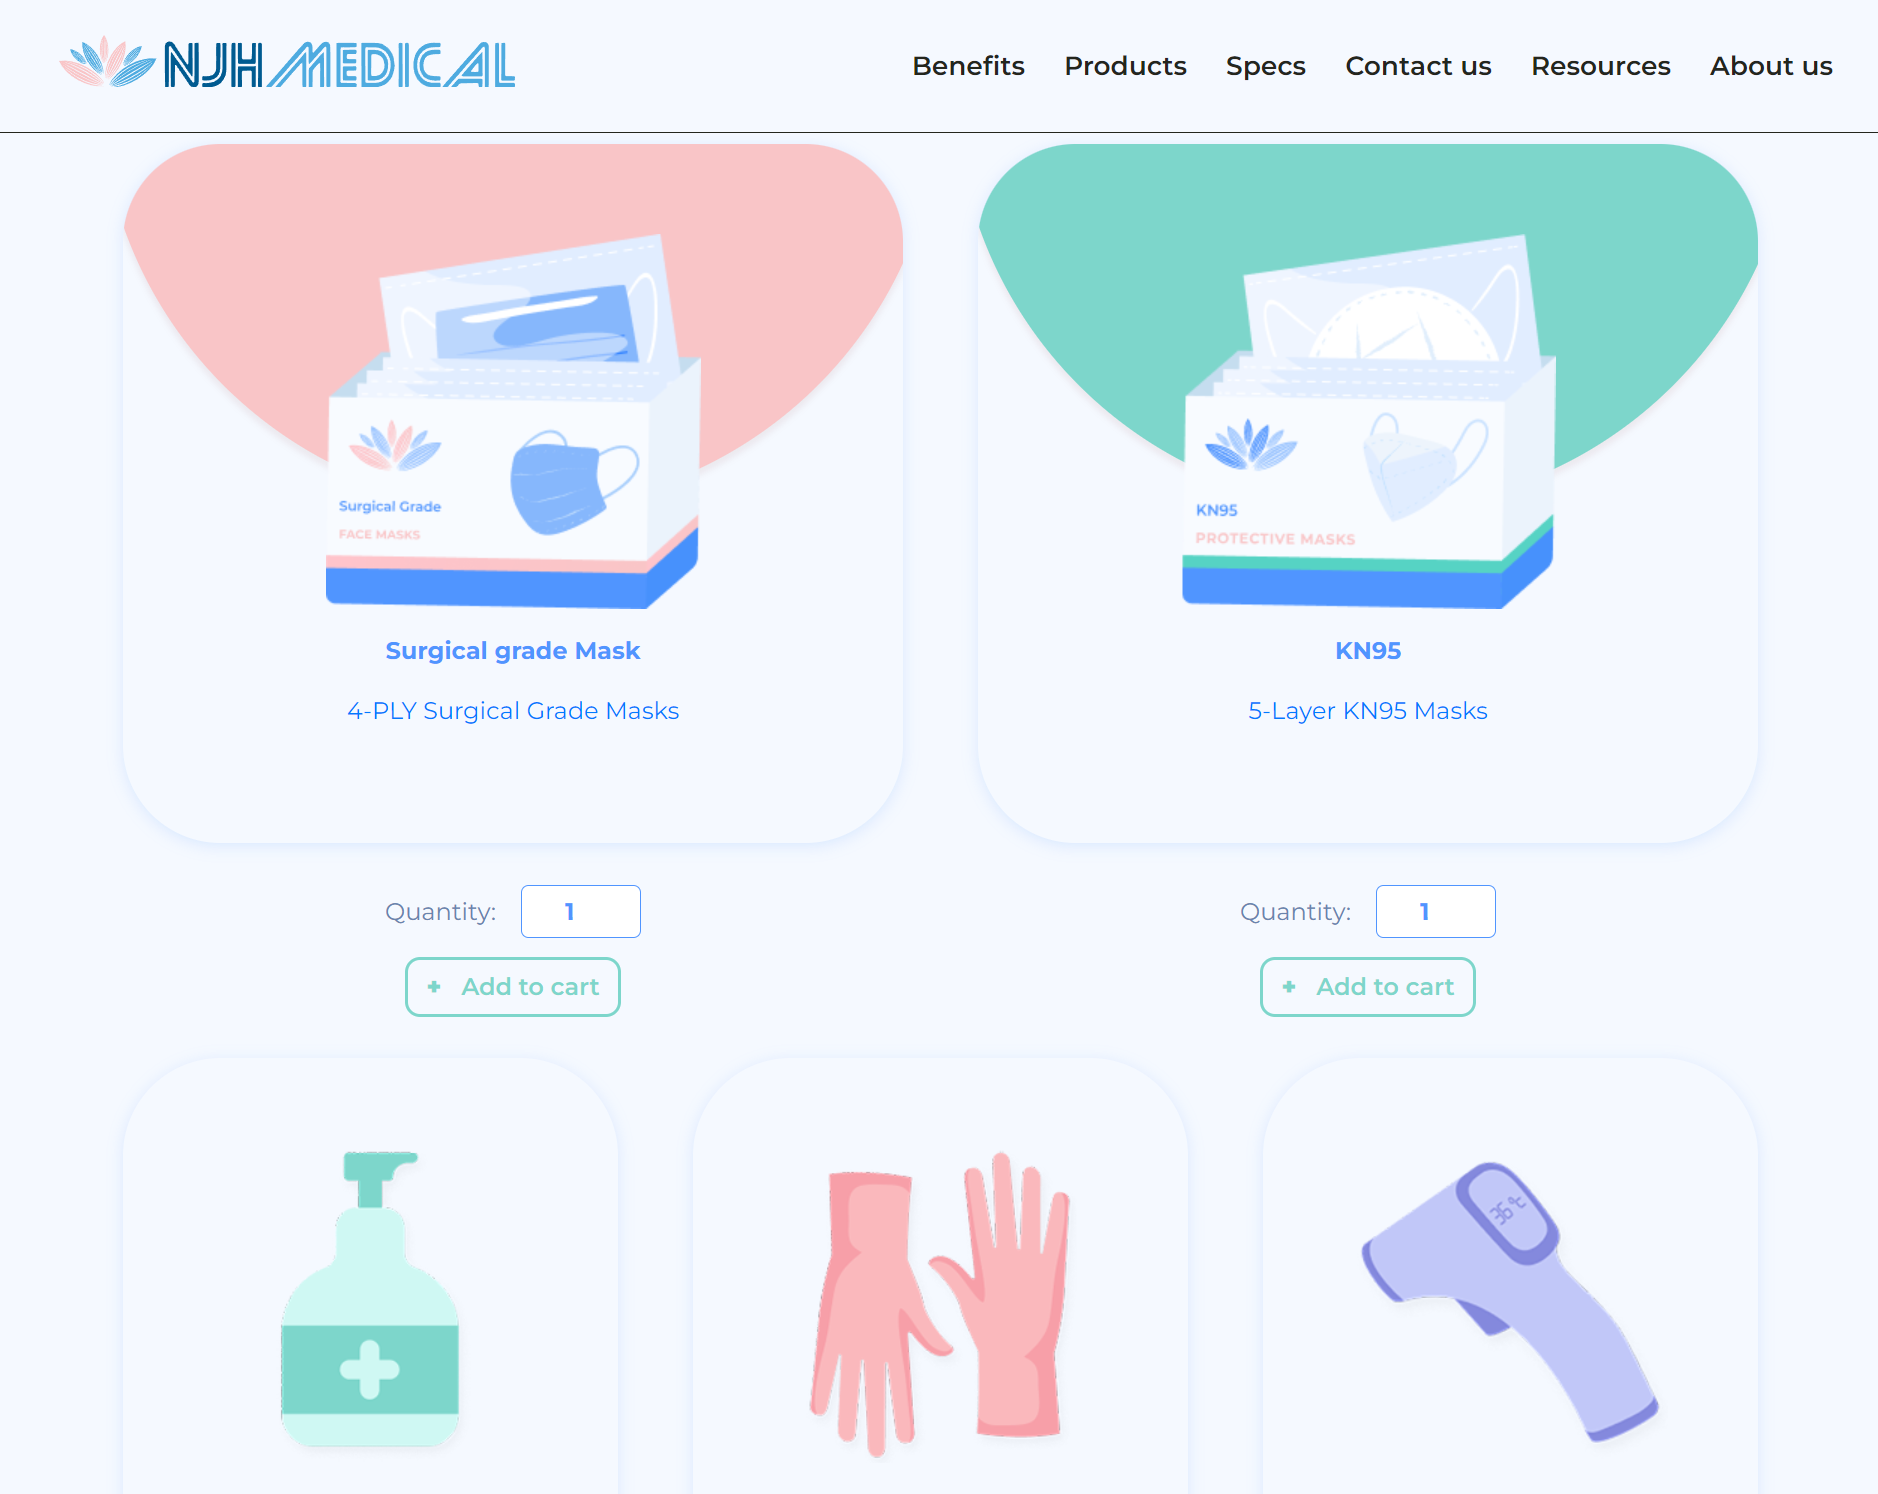 NJH MEDICAL
Benefits Products Specs Contact us Resources About us
Surgical Grade
FACE MASKS
KN95
PROTECTIVE MASKS
Surgical grade Mask
4-PLY Surgical Grade Masks
KN95
5-Layer KN95 Masks
Quantity: 1
+ Add to cart
Quantity: 1
+ Add to cart
36°C